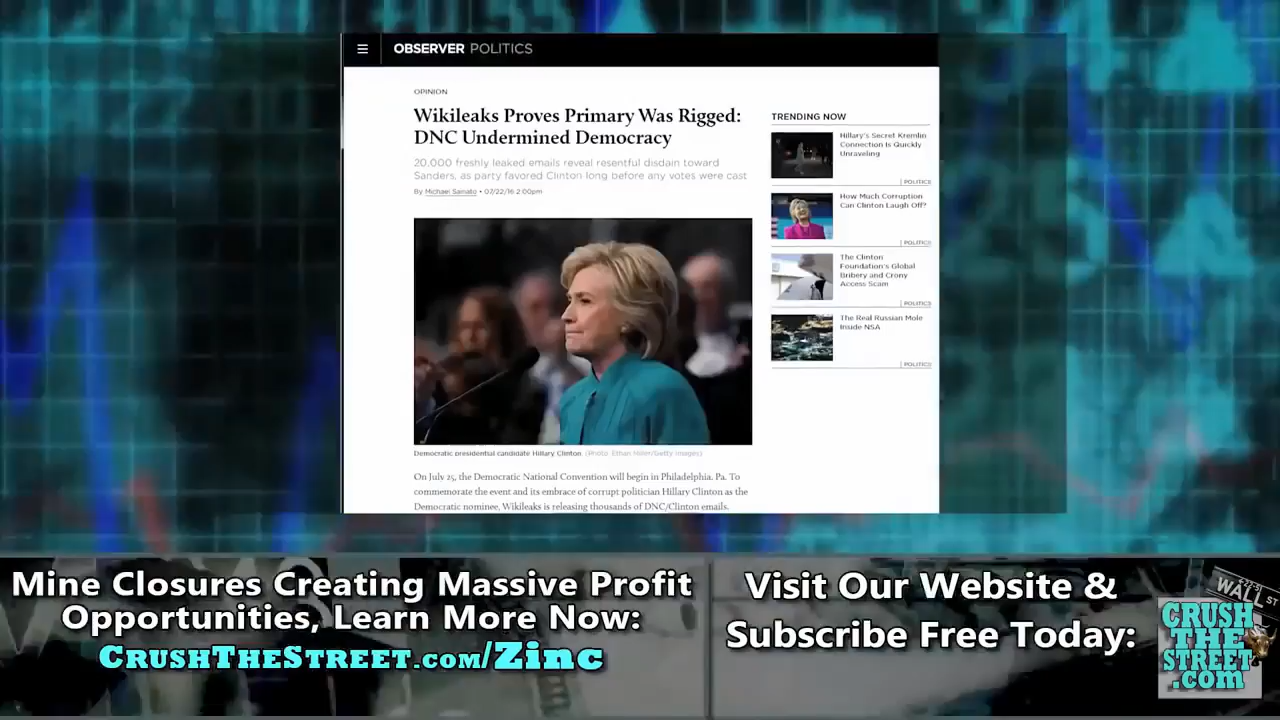 OBSERVER POLITICS
OPINION
Wikileaks Proves Primary Was Rigged:
DNC Undermined Democracy
20,000 freshly leaked emails reveal resentful disdain toward
Sanders, as party favored Clinton long before any votes were cast
By Michael Sainato • 07/22/16 2:00pm
Democratic presidential candidate Hillary Clinton. (Photo: Ethan Miller/Getty Images)
On July 25, the Democratic National Convention will begin in Philadelphia, Pa. To
commemorate the event and its embrace of corrupt politician Hillary Clinton as the
Democratic nominee, Wikileaks is releasing thousands of DNC/Clinton emails.
TRENDING NOW
Hillary's Secret Kremlin
Connection Is Quickly
Unraveling
| POLITICS
How Much Corruption
Can Clinton Laugh Off?
| POLITICS
The Clinton
Foundation's Global
Bribery and Crony
Access Scam
| POLITICS
The Real Russian Mole
Inside NSA
| POLITICS
Mine Closures Creating Massive Profit
Opportunities, Learn More Now:
CrushTheStreet.com/Zinc
Visit Our Website &
Subscribe Free Today:
WALL ST
CRUSH
THE
STREET
.com